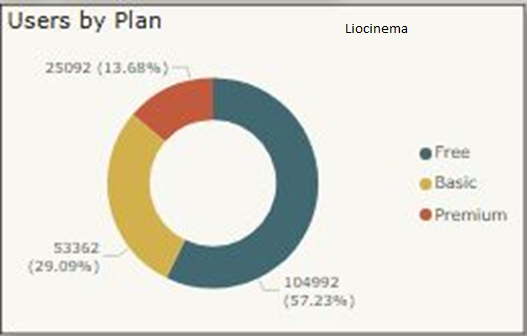 Users by Plan
Liocinema
25092 (13.68%)
Free
Basic
Premium
53362
(29.09%)
104992
(57.23%)